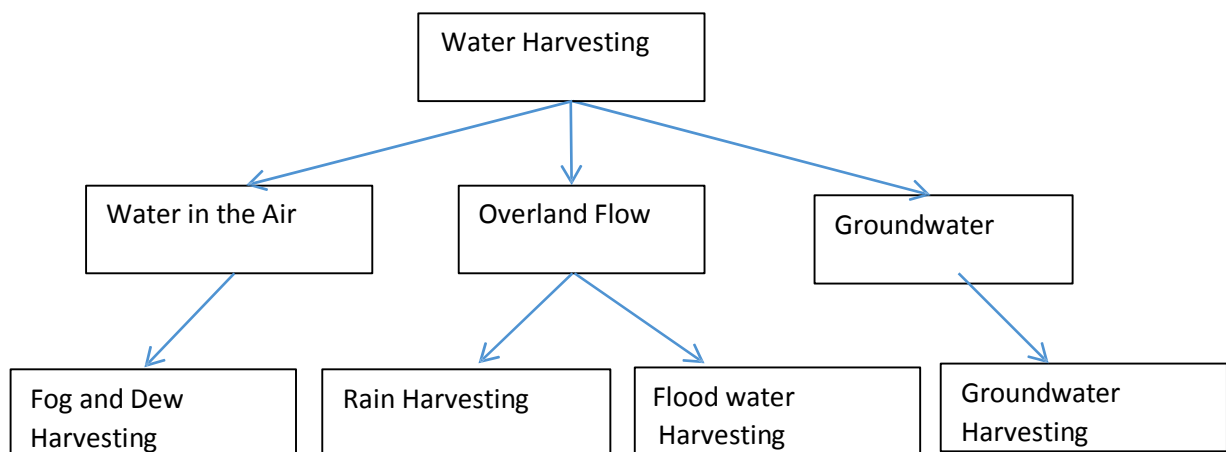 Water Harvesting
Water in the Air
Overland Flow
Groundwater
Fog and Dew
Harvesting
Rain Harvesting
Flood water
Harvesting
Groundwater
Harvesting